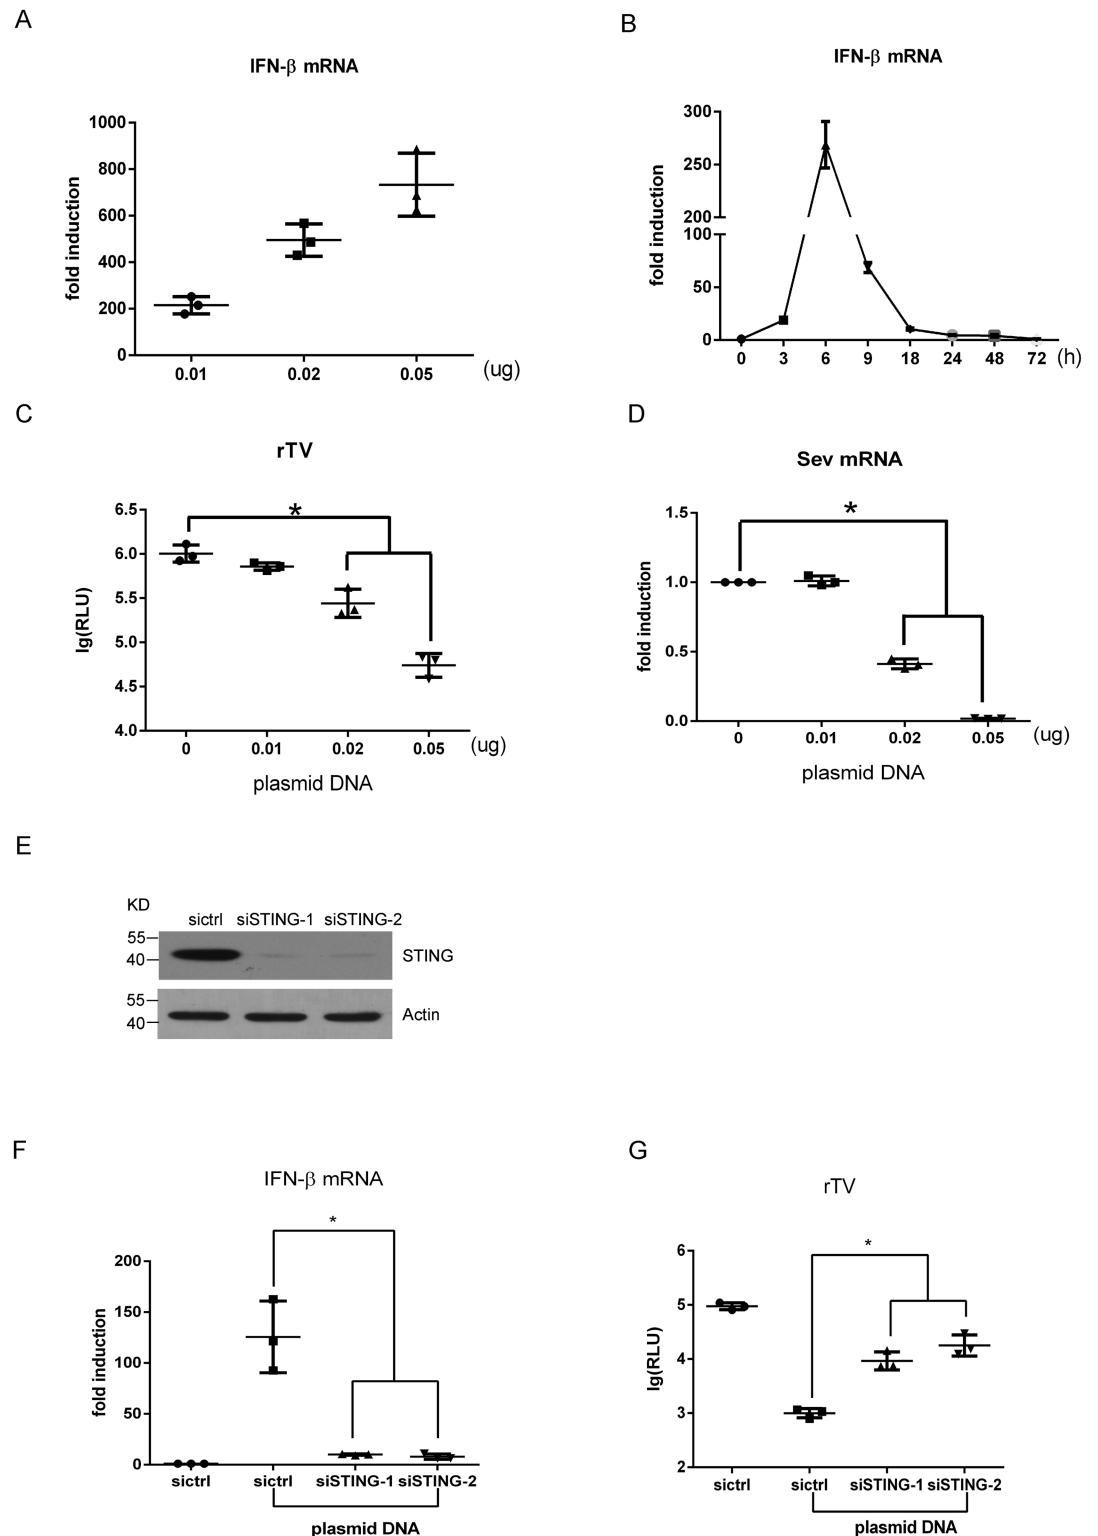 A
IFN-β mRNA
fold induction
1000
800
600
400
200
0
0.01 0.02 0.05 (ug)
B
IFN-β mRNA
fold induction
300
250
200
100
50
0
0 3 6 9 18 24 48 72 (h)
C
rTV
lg(RLU)
6.5
6.0
5.5
5.0
4.5
4.0
*
0 0.01 0.02 0.05 (ug)
plasmid DNA
D
Sev mRNA
fold induction
1.5
1.0
0.5
0.0
*
0 0.01 0.02 0.05 (ug)
plasmid DNA
E
KD
sictrl siSTING-1 siSTING-2
55
40
STING
55
40
Actin
F
IFN-β mRNA
fold induction
200
150
100
50
0
*
sictrl sictrl siSTING-1 siSTING-2
plasmid DNA
G
rTV
lg(RLU)
6
5
4
3
2
*
sictrl sictrl siSTING-1 siSTING-2
plasmid DNA